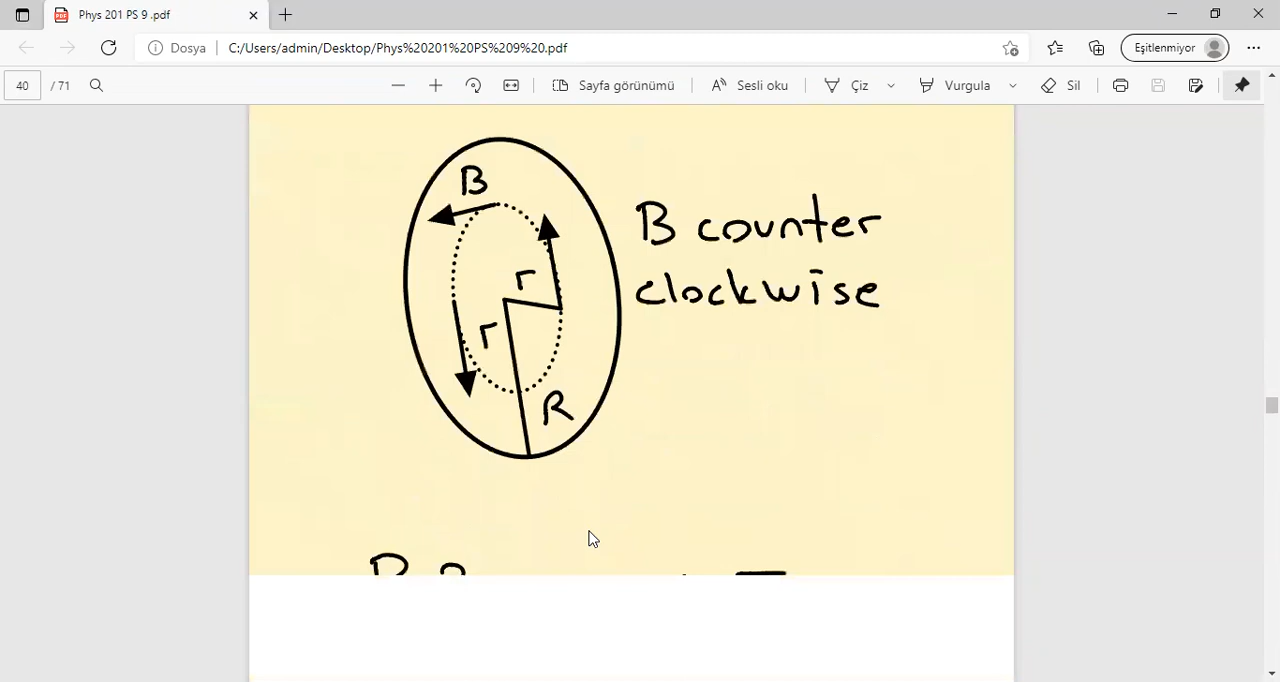 Phys 201 PS 9 .pdf
Dosya
C:/Users/admin/Desktop/Phys%20201%20PS%209%20.pdf
Eşitlenmiyor
40 / 71
Sayfa görünümü
Sesli oku
Çiz
Vurgula
Sil
B
B counter
clockwise
r
r
R